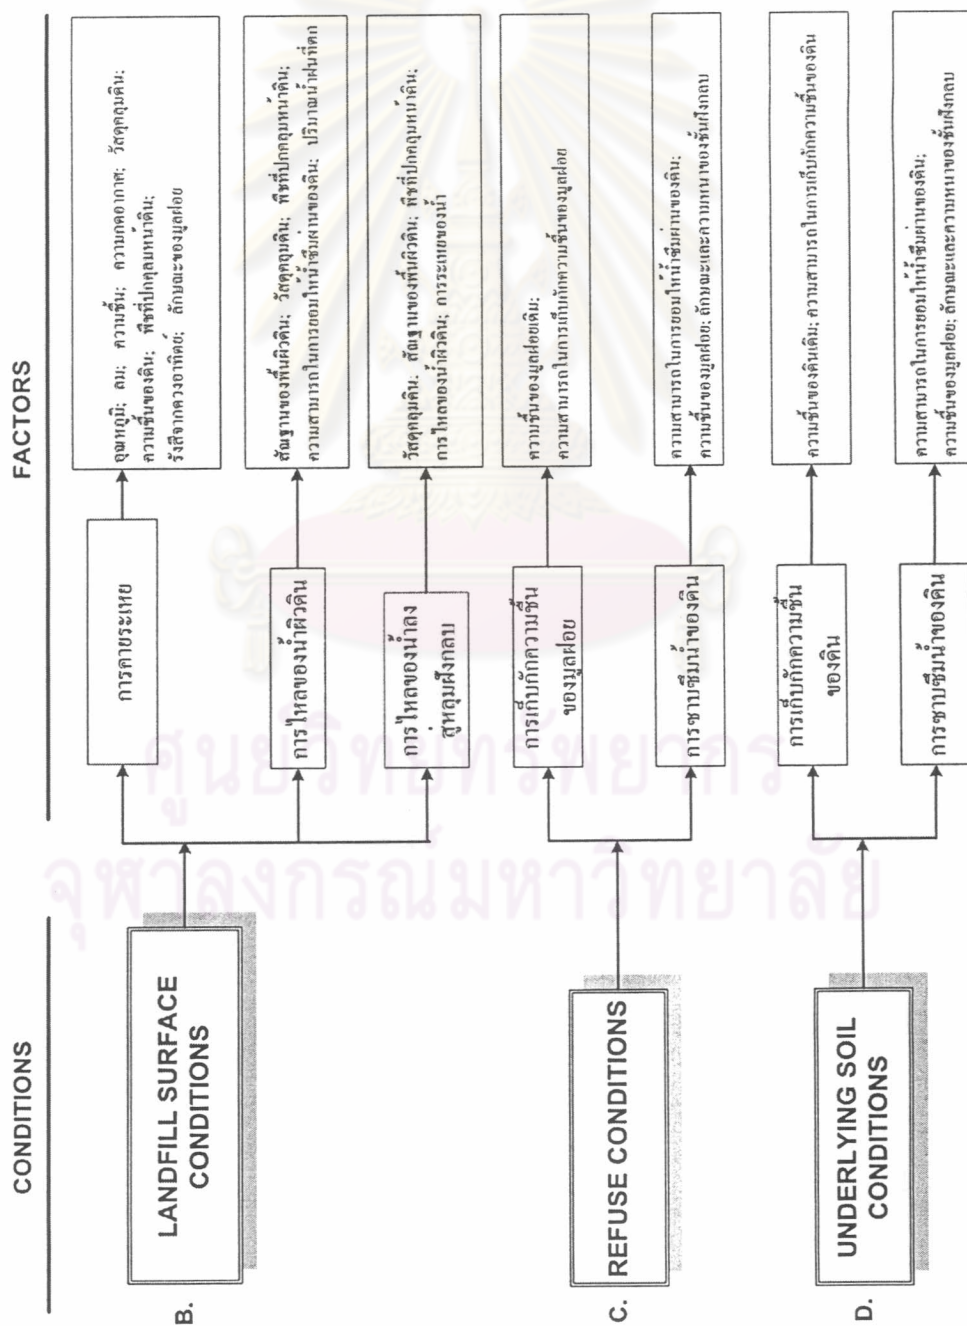 CONDITIONS
FACTORS
B.
LANDFILL SURFACE
CONDITIONS
การคายระเหย
อุณหภูมิ; ลม; ความชื้น; ความกดอากาศ; วัสดุคลุมดิน;
ความชื้นของดิน; พืชที่ปกคุลมหน้าดิน;
รังสีจากดวงอาทิตย์; ลักษณะของมูลฝอย
การไหลของน้ำผิวดิน
สัณฐานของพื้นผิวดิน; วัสดุคลุมดิน; พืชที่ปกคลุมหน้าดิน;
ความสามารถในการยอมให้น้ำซึมผ่านของดิน; ปริมาณน้ำฝนที่ตก
การไหลของน้ำลง
สู่หลุมฝังกลบ
วัสดุคลุมดิน; สัณฐานของพื้นผิวดิน; พืชที่ปกคลุมหน้าดิน;
การไหลของน้ำผิวดิน; การระเหยของน้ำ
C.
REFUSE CONDITIONS
การเก็บกักความชื้น
ของมูลฝอย
ความชื้นของมูลฝอยเดิม;
ความสามารถในการเก็บกักความชื้นของมูลฝอย
การซาบซึมน้ำของดิน
ความสามารถในการยอมให้น้ำซึมผ่านของดิน;
ความชื้นของมูลฝอย; ลักษณะและความหนาของชั้นฝังกลบ
D.
UNDERLYING SOIL
CONDITIONS
การเก็บกักความชื้น
ของดิน
ความชื้นของดินเดิม; ความสามารถในการเก็บกักความชื้นของดิน
การซาบซึมน้ำของดิน
ความสามารถในการยอมให้น้ำซึมผ่านของดิน;
ความชื้นของมูลฝอย; ลักษณะและความหนาของชั้นฝังกลบ
ศูนย์วิทยทรัพยากร
จุฬาลงกรณ์มหาวิทยาลัย